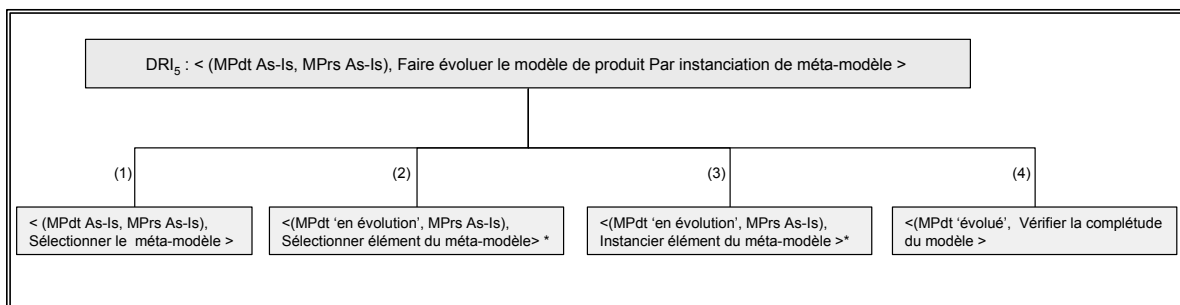 DRI5 : < (MPdt As-Is, MPrs As-Is), Faire évoluer le modèle de produit Par instanciation de méta-modèle >
(1)
(2)
(3)
(4)
< (MPdt As-Is, MPrs As-Is),
Sélectionner le méta-modèle >
<(MPdt ‘en évolution’, MPrs As-Is),
Sélectionner élément du méta-modèle> *
<(MPdt ‘en évolution’, MPrs As-Is),
Instancier élément du méta-modèle >*
<(MPdt ‘évolué’, Vérifier la complétude
du modèle >